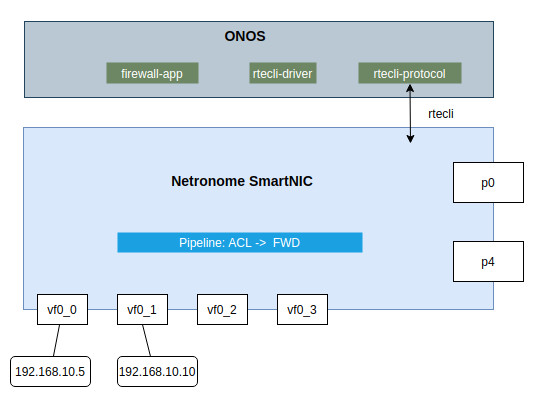 ONOS
firewall-app
rtecli-driver
rtecli-protocol
rtecli
Netronome SmartNIC
p0
Pipeline: ACL -> FWD
p4
vf0_0
vf0_1
vf0_2
vf0_3
192.168.10.5
192.168.10.10